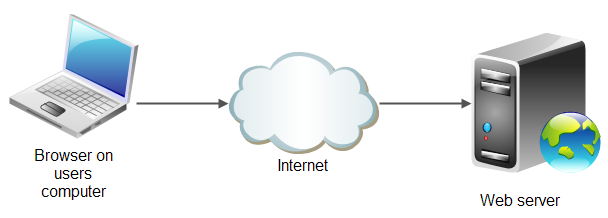 Browser on
users
computer
Internet
Web server